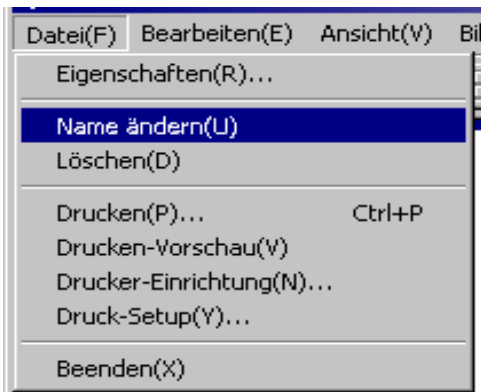 Datei(F) Bearbeiten(E) Ansicht(V)
Eigenschaften(R)...
Name ändern(U)
Löschen(D)
Drucken(P)... Ctrl+P
Drucken-Vorschau(V)
Drucker-Einrichtung(N)...
Druck-Setup(Y)...
Beenden(X)